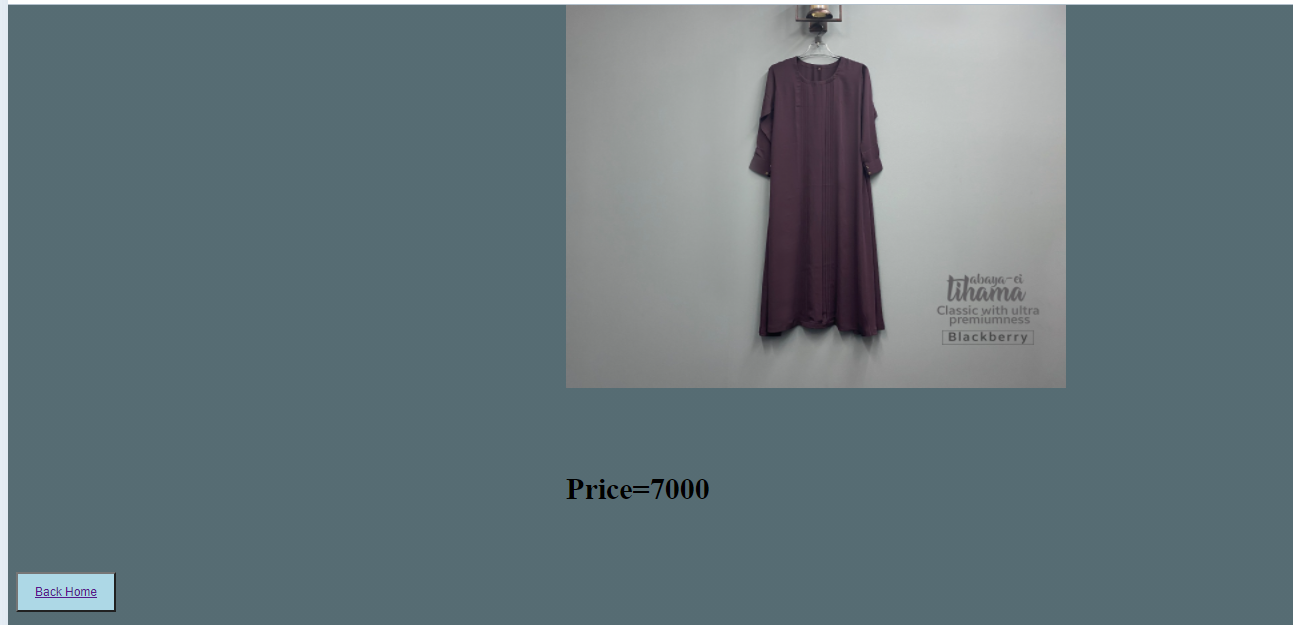 abaya-ei
tihama
Classic with ultra
premiumness
Blackberry
Price=7000
Back Home